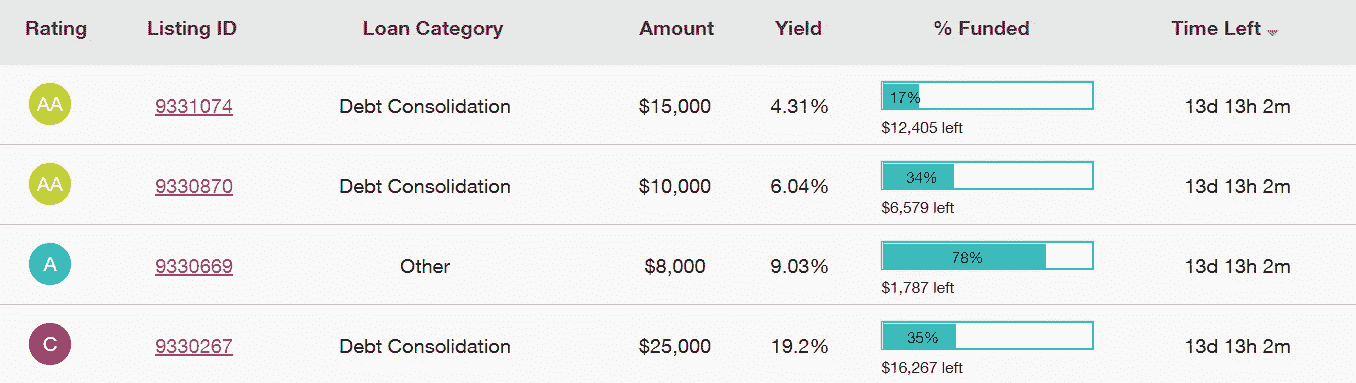 Rating Listing ID Loan Category Amount Yield % Funded Time Left
AA 9331074 Debt Consolidation $15,000 4.31% 17% 13d 13h 2m
$12,405 left
AA 9330870 Debt Consolidation $10,000 6.04% 34% 13d 13h 2m
$6,579 left
A 9330669 Other $8,000 9.03% 78% 13d 13h 2m
$1,787 left
C 9330267 Debt Consolidation $25,000 19.2% 35% 13d 13h 2m
$16,267 left